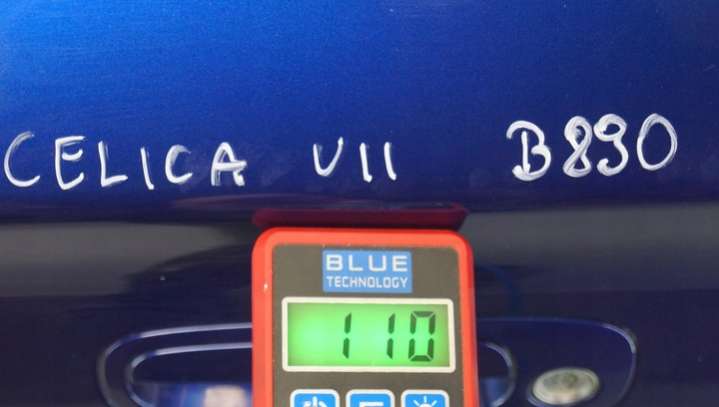 CELICA VII B890
BLUE
TECHNOLOGY
110